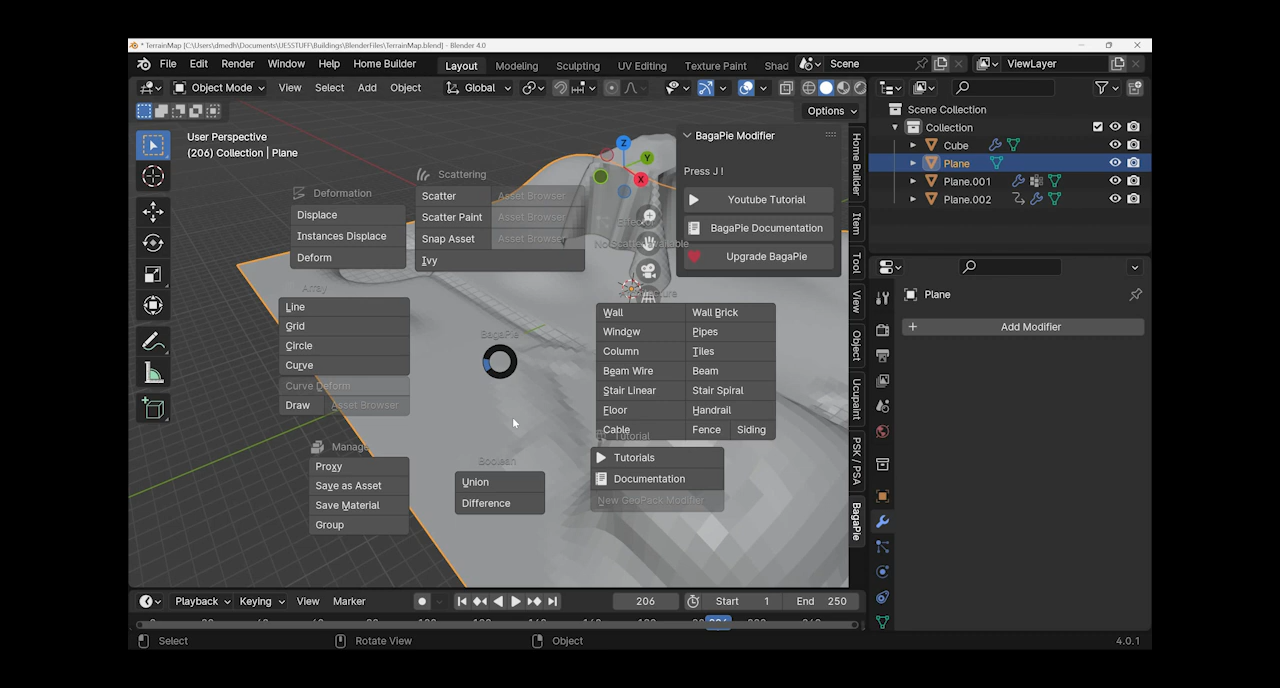 * TerrainMap [C:\Users\dmedh\Documents\UE5STUFF\Buildings\BlenderFiles\TerrainMap.blend] - Blender 4.0
File Edit Render Window Help Home Builder Layout Modeling Sculpting UV Editing Texture Paint Shad Scene ViewLayer
Object Mode View Select Add Object Global
Options
User Perspective
(206) Collection | Plane
Deformation
Displace
Instances Displace
Deform
Scattering
Scatter Asset Browser
Scatter Paint Asset Browser
Snap Asset Asset Browser
Ivy
Z
Y
X
BagaPie Modifier
Press J !
Youtube Tutorial
BagaPie Documentation
Upgrade BagaPie
Array
Line
Grid
Circle
Curve
Curve Deform
Draw Asset Browser
BagaPie
Wall Wall Brick
Window Pipes
Column Tiles
Beam Wire Beam
Stair Linear Stair Spiral
Floor Handrail
Cable Fence Siding
Manage
Proxy
Save as Asset
Save Material
Group
Boolean
Union
Difference
Tutorial
Tutorials
Documentation
New GeoPack Modifier
Home Builder
Item
Tool
View
Object
Ucupaint
PSK / PSA
BagaPie
Scene Collection
Collection
Cube
Plane
Plane.001
Plane.002
Plane
Add Modifier
Playback Keying View Marker 206 Start 1 End 250
Select Rotate View Object 4.0.1